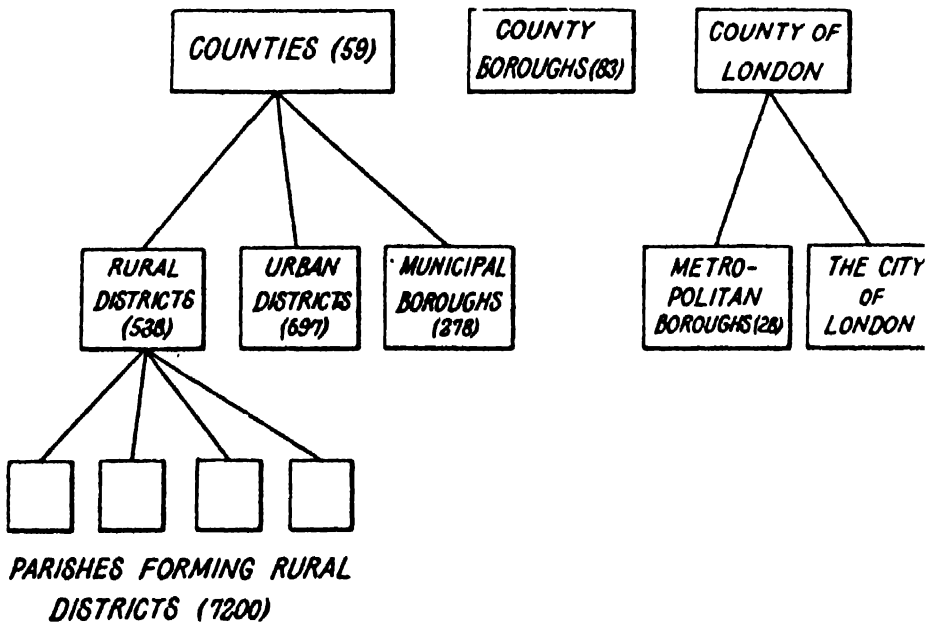 COUNTIES (59)
COUNTY
BOROUGHS (83)
COUNTY OF
LONDON
RURAL
DISTRICTS
(538)
URBAN
DISTRICTS
(697)
MUNICIPAL
BOROUGHS
(278)
METRO-
POLITAN
BOROUGHS (28)
THE CITY
OF
LONDON
PARISHES FORMING RURAL
DISTRICTS (7200)